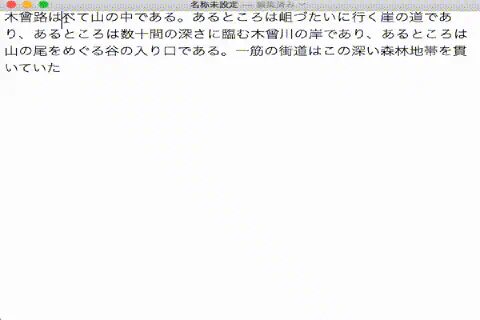 名称未設定 — 編集済み
木曾路はべて山の中である。あるところは岨づたいに行く崖の道であ
り、あるところは数十間の深さに臨む木曾川の岸であり、あるところは
山の尾をめぐる谷の入り口である。一筋の街道はこの深い森林地帯を貫
いていた